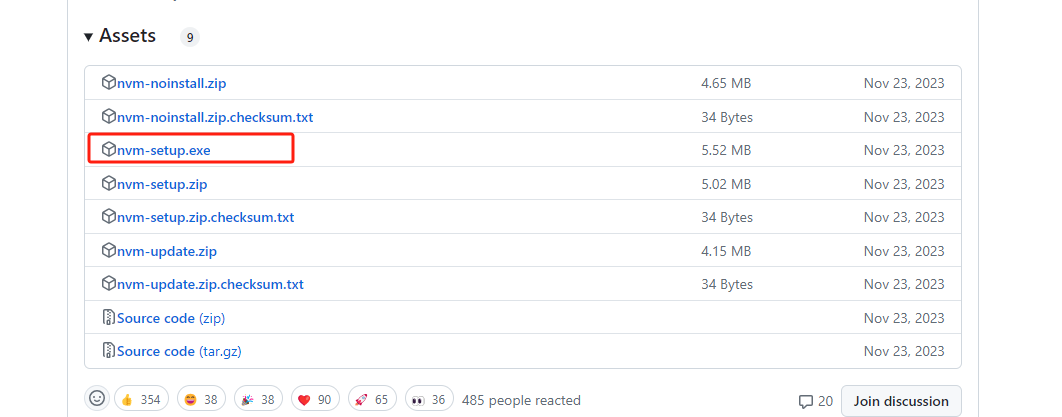 Assets 9
nvm-noinstall.zip 4.65 MB Nov 23, 2023
nvm-noinstall.zip.checksum.txt 34 Bytes Nov 23, 2023
nvm-setup.exe 5.52 MB Nov 23, 2023
nvm-setup.zip 5.02 MB Nov 23, 2023
nvm-setup.zip.checksum.txt 34 Bytes Nov 23, 2023
nvm-update.zip 4.15 MB Nov 23, 2023
nvm-update.zip.checksum.txt 34 Bytes Nov 23, 2023
Source code (zip) Nov 23, 2023
Source code (tar.gz) Nov 23, 2023
354 38 38 90 65 36 485 people reacted 20 Join discussion